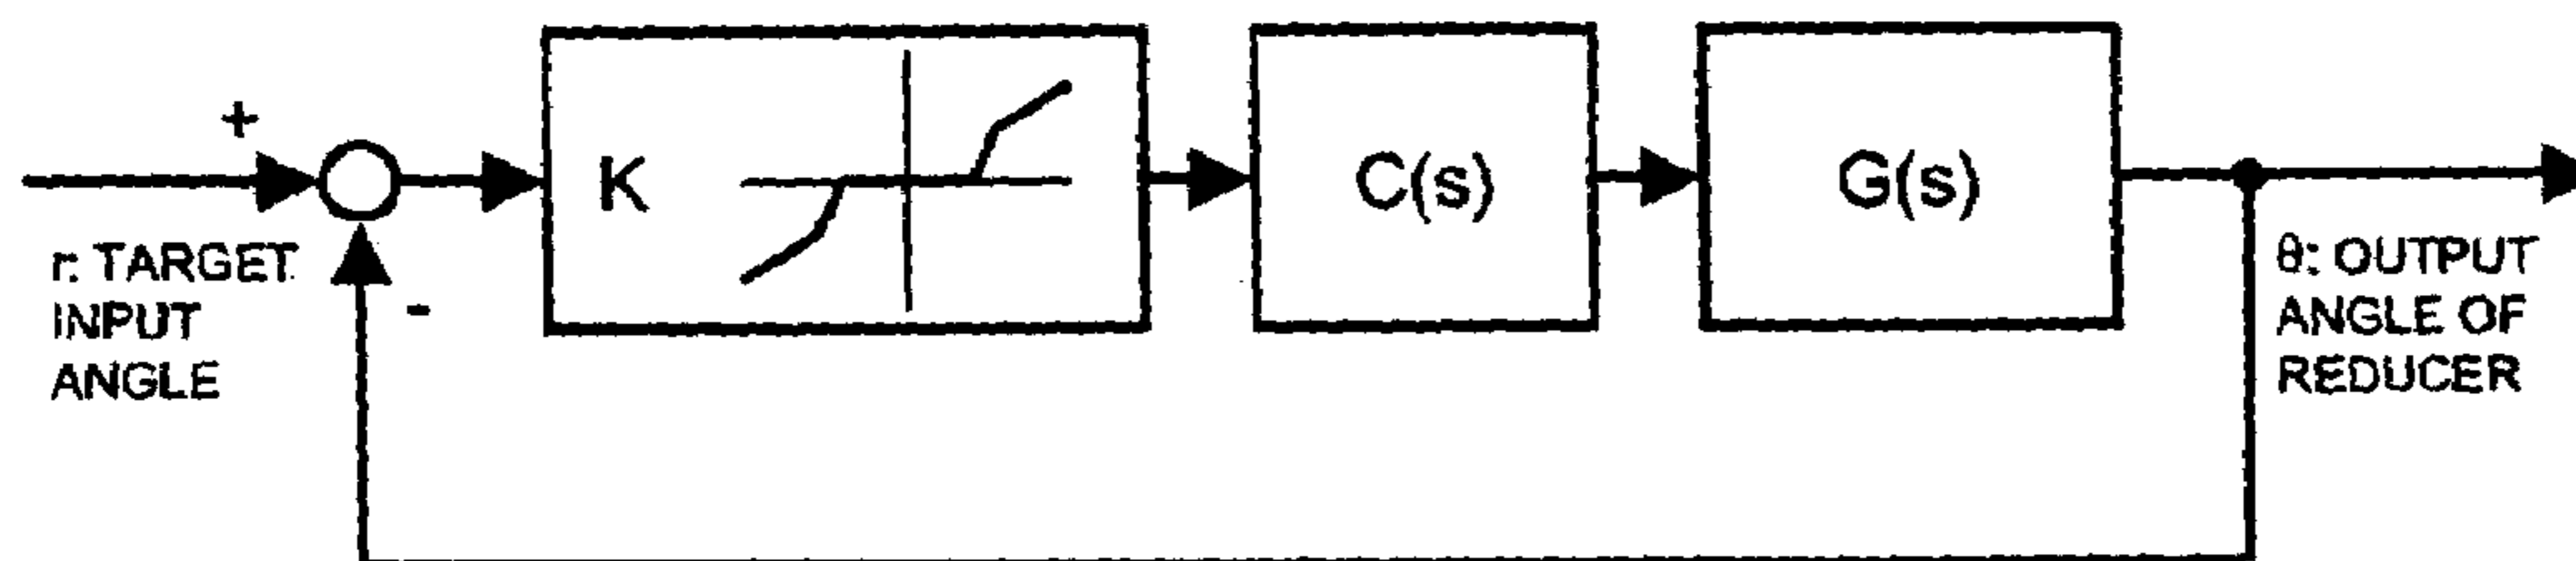 +
r: TARGET
INPUT
ANGLE
-
K
C(s)
G(s)
θ: OUTPUT
ANGLE OF
REDUCER